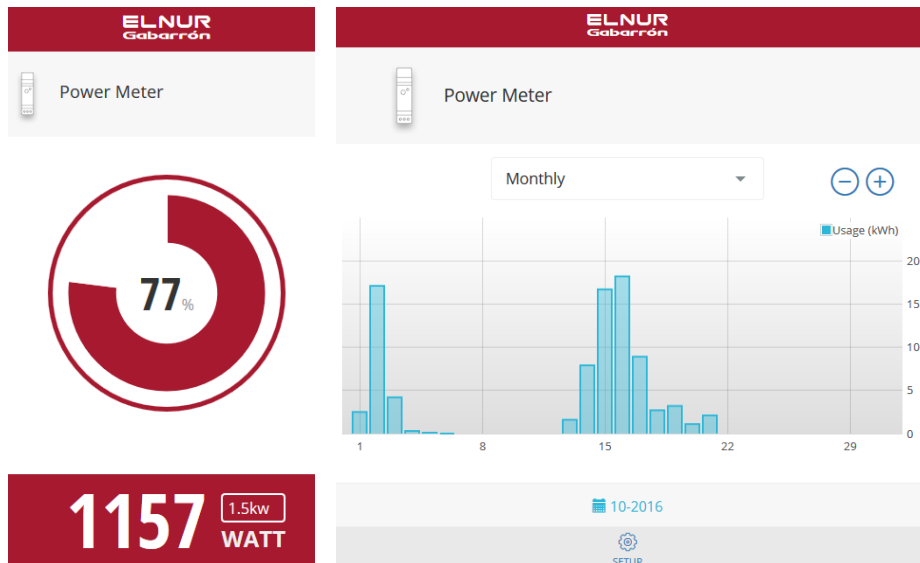 ELNUR
Gabarrón
Power Meter
77%
1157
1.5kw
WATT
ELNUR
Gabarrón
Power Meter
Monthly
Usage (kWh)
20
15
10
5
0
1 8 15 22 29
10-2016
SETUP